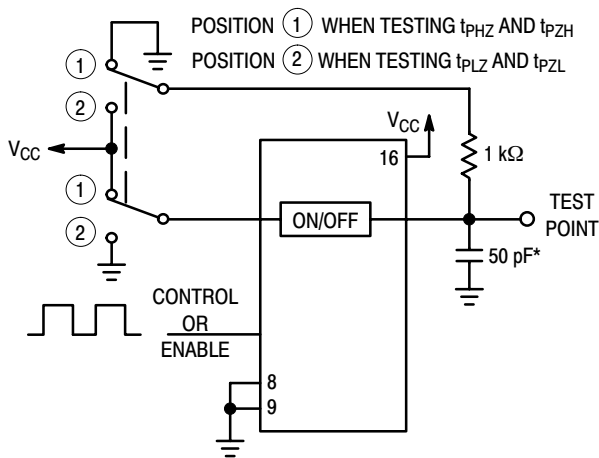 POSITION 1 WHEN TESTING tPHZ AND tPZH
POSITION 2 WHEN TESTING tPLZ AND tPZL
1
2
VCC
1
2
VCC
16
1 kΩ
ON/OFF
TEST
POINT
50 pF*
CONTROL
OR
ENABLE
8
9